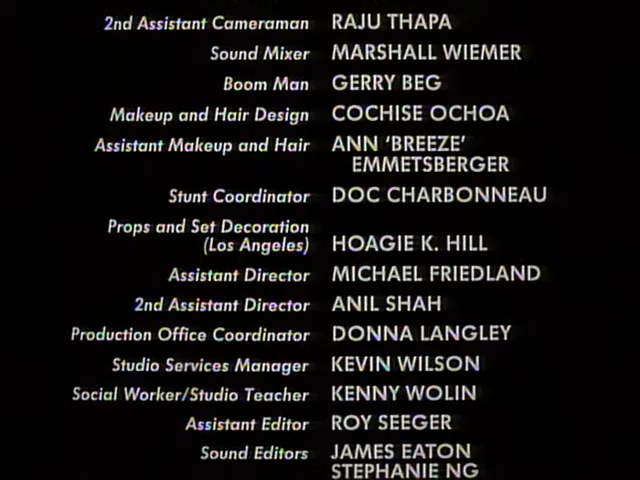 2nd Assistant Cameraman RAJU THAPA
Sound Mixer MARSHALL WIEMER
Boom Man GERRY BEG
Makeup and Hair Design COCHISE OCHOA
Assistant Makeup and Hair ANN ‘BREEZE’
EMMETSBERGER
Stunt Coordinator DOC CHARBONNEAU
Props and Set Decoration
(Los Angeles) HOAGIE K. HILL
Assistant Director MICHAEL FRIEDLAND
2nd Assistant Director ANIL SHAH
Production Office Coordinator DONNA LANGLEY
Studio Services Manager KEVIN WILSON
Social Worker/Studio Teacher KENNY WOLIN
Assistant Editor ROY SEEGER
Sound Editors JAMES EATON
STEPHANIE NG